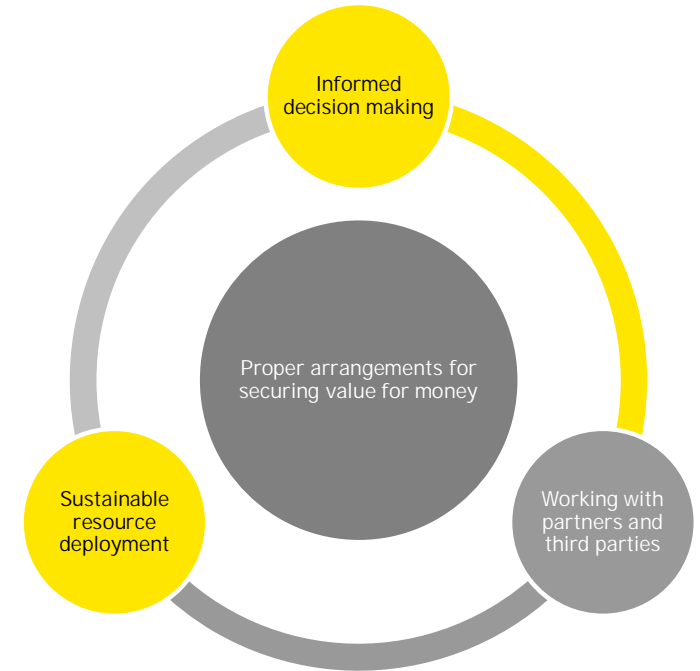 Informed
decision making
Proper arrangements for
securing value for money
Sustainable
resource
deployment
Working with
partners and
third parties